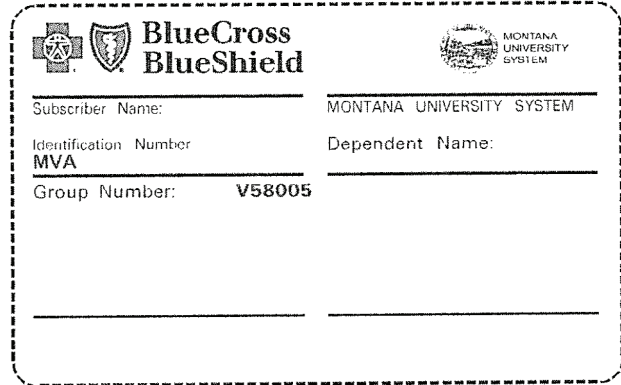 BlueCross
BlueShield
MONTANA
UNIVERSITY
SYSTEM
Subscriber Name:
MONTANA UNIVERSITY SYSTEM
Identification Number
MVA
Dependent Name:
Group Number: V58005